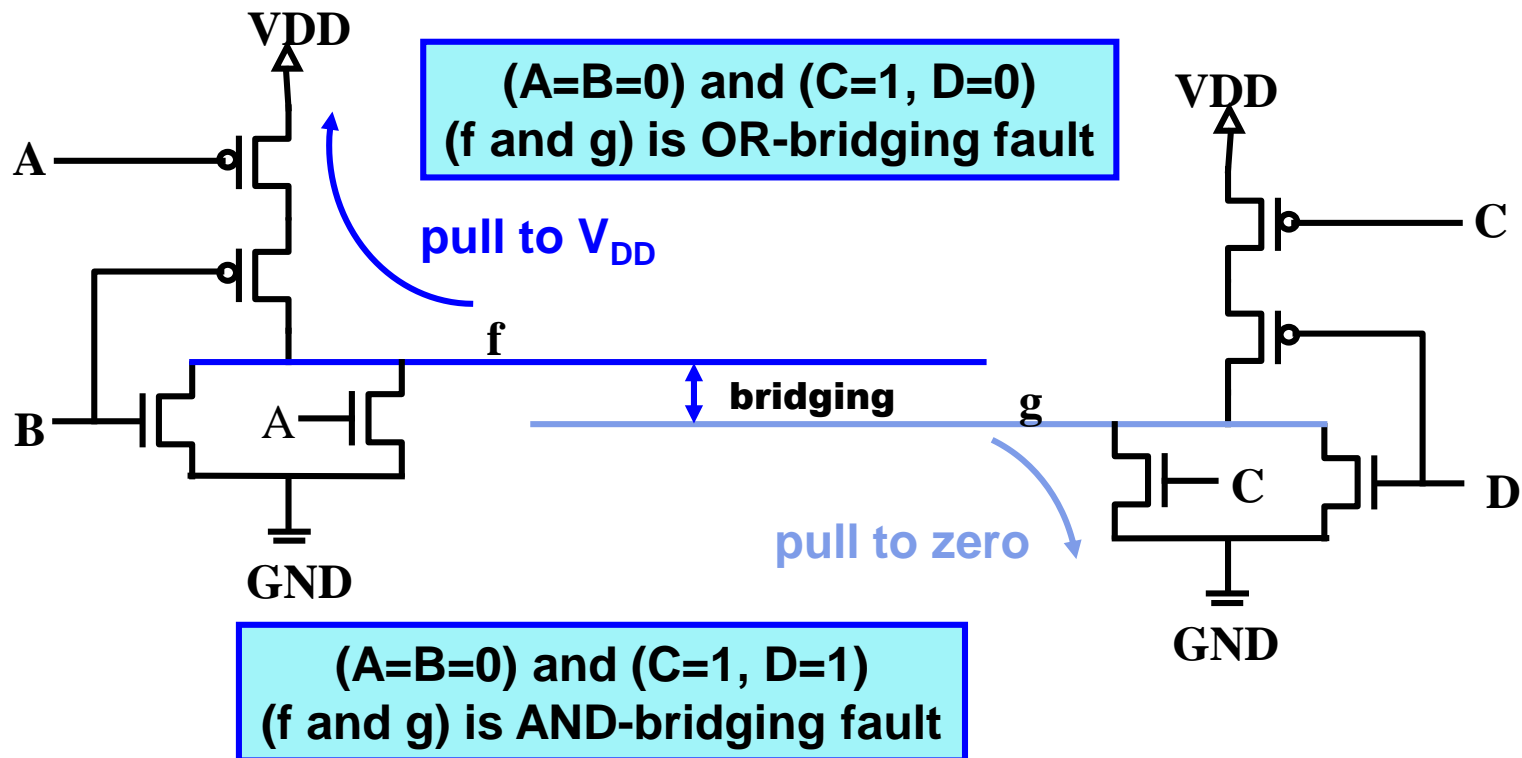 VDD
(A=B=0) and (C=1, D=0)
(f and g) is OR-bridging fault
VDD
A
pull to VDD
C
f
bridging
g
B
A
C
D
pull to zero
GND
GND
(A=B=0) and (C=1, D=1)
(f and g) is AND-bridging fault